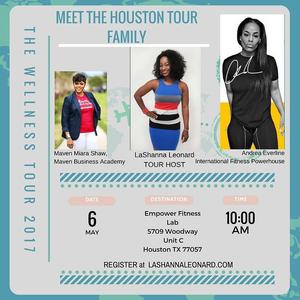 MEET THE HOUSTON TOUR
FAMILY
THE WELLNESS TOUR 2017
Maven Miara Shaw,
Maven Business Academy
LaShanna Leonard
TOUR HOST
Andrea Everline
International Fitness Powerhouse
DATE
6
MAY
DESTINATION
Empower Fitness
Lab
5709 Woodway
Unit C
Houston TX 77057
TIME
10:00
AM
REGISTER at LASHANNALEONARD.COM